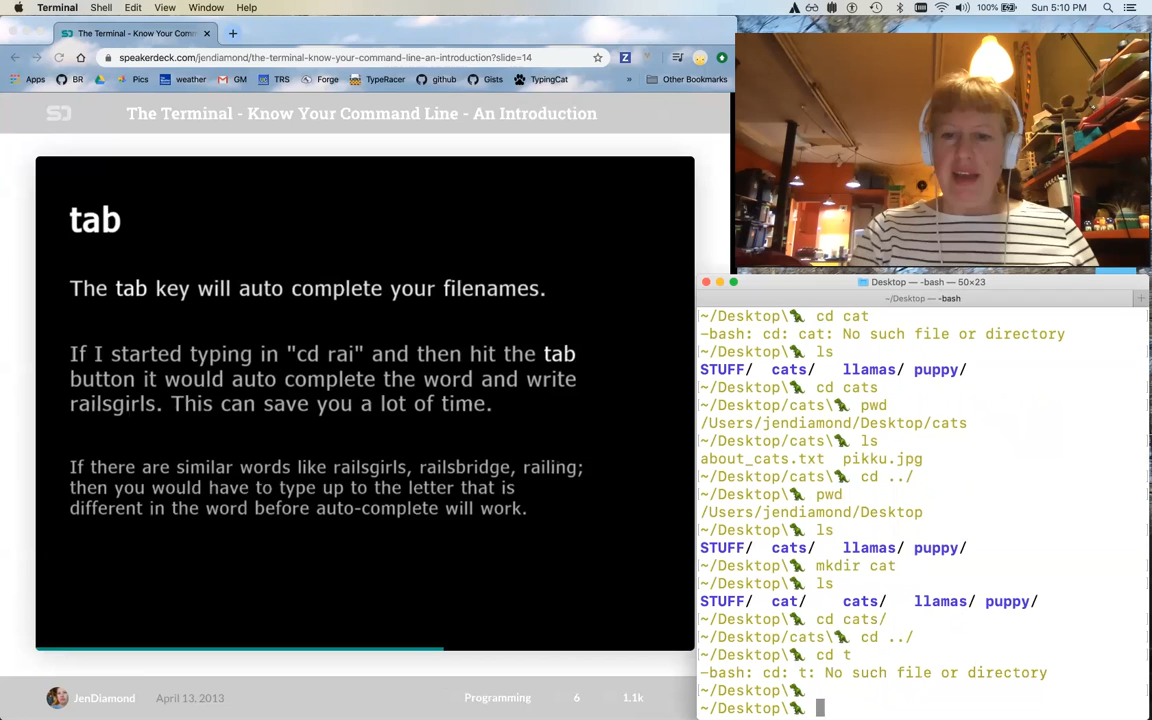 Terminal Shell Edit View Window Help
100% Sun 5:10 PM
The Terminal - Know Your Comm
speakerdeck.com/jendiamond/the-terminal-know-your-command-line-an-introduction?slide=14
Apps BR Pics weather GM TRS Forge TypeRacer github Gists TypingCat » Other Bookmarks
The Terminal - Know Your Command Line - An Introduction
tab
The tab key will auto complete your filenames.
If I started typing in "cd rai" and then hit the tab
button it would auto complete the word and write
railsgirls. This can save you a lot of time.
If there are similar words like railsgirls, railsbridge, railing;
then you would have to type up to the letter that is
different in the word before auto-complete will work.
JenDiamond April 13, 2013 Programming 6 1.1k
Desktop — -bash — 50×23
~/Desktop — -bash
~/Desktop\🦖 cd cat
-bash: cd: cat: No such file or directory
~/Desktop\🦖 ls
STUFF/ cats/ llamas/ puppy/
~/Desktop\🦖 cd cats
~/Desktop/cats\🦖 pwd
/Users/jendiamond/Desktop/cats
~/Desktop/cats\🦖 ls
about_cats.txt pikku.jpg
~/Desktop/cats\🦖 cd ../
~/Desktop\🦖 pwd
/Users/jendiamond/Desktop
~/Desktop\🦖 ls
STUFF/ cats/ llamas/ puppy/
~/Desktop\🦖 mkdir cat
~/Desktop\🦖 ls
STUFF/ cat/ cats/ llamas/ puppy/
~/Desktop\🦖 cd cats/
~/Desktop/cats\🦖 cd ../
~/Desktop\🦖 cd t
-bash: cd: t: No such file or directory
~/Desktop\🦖
~/Desktop\🦖